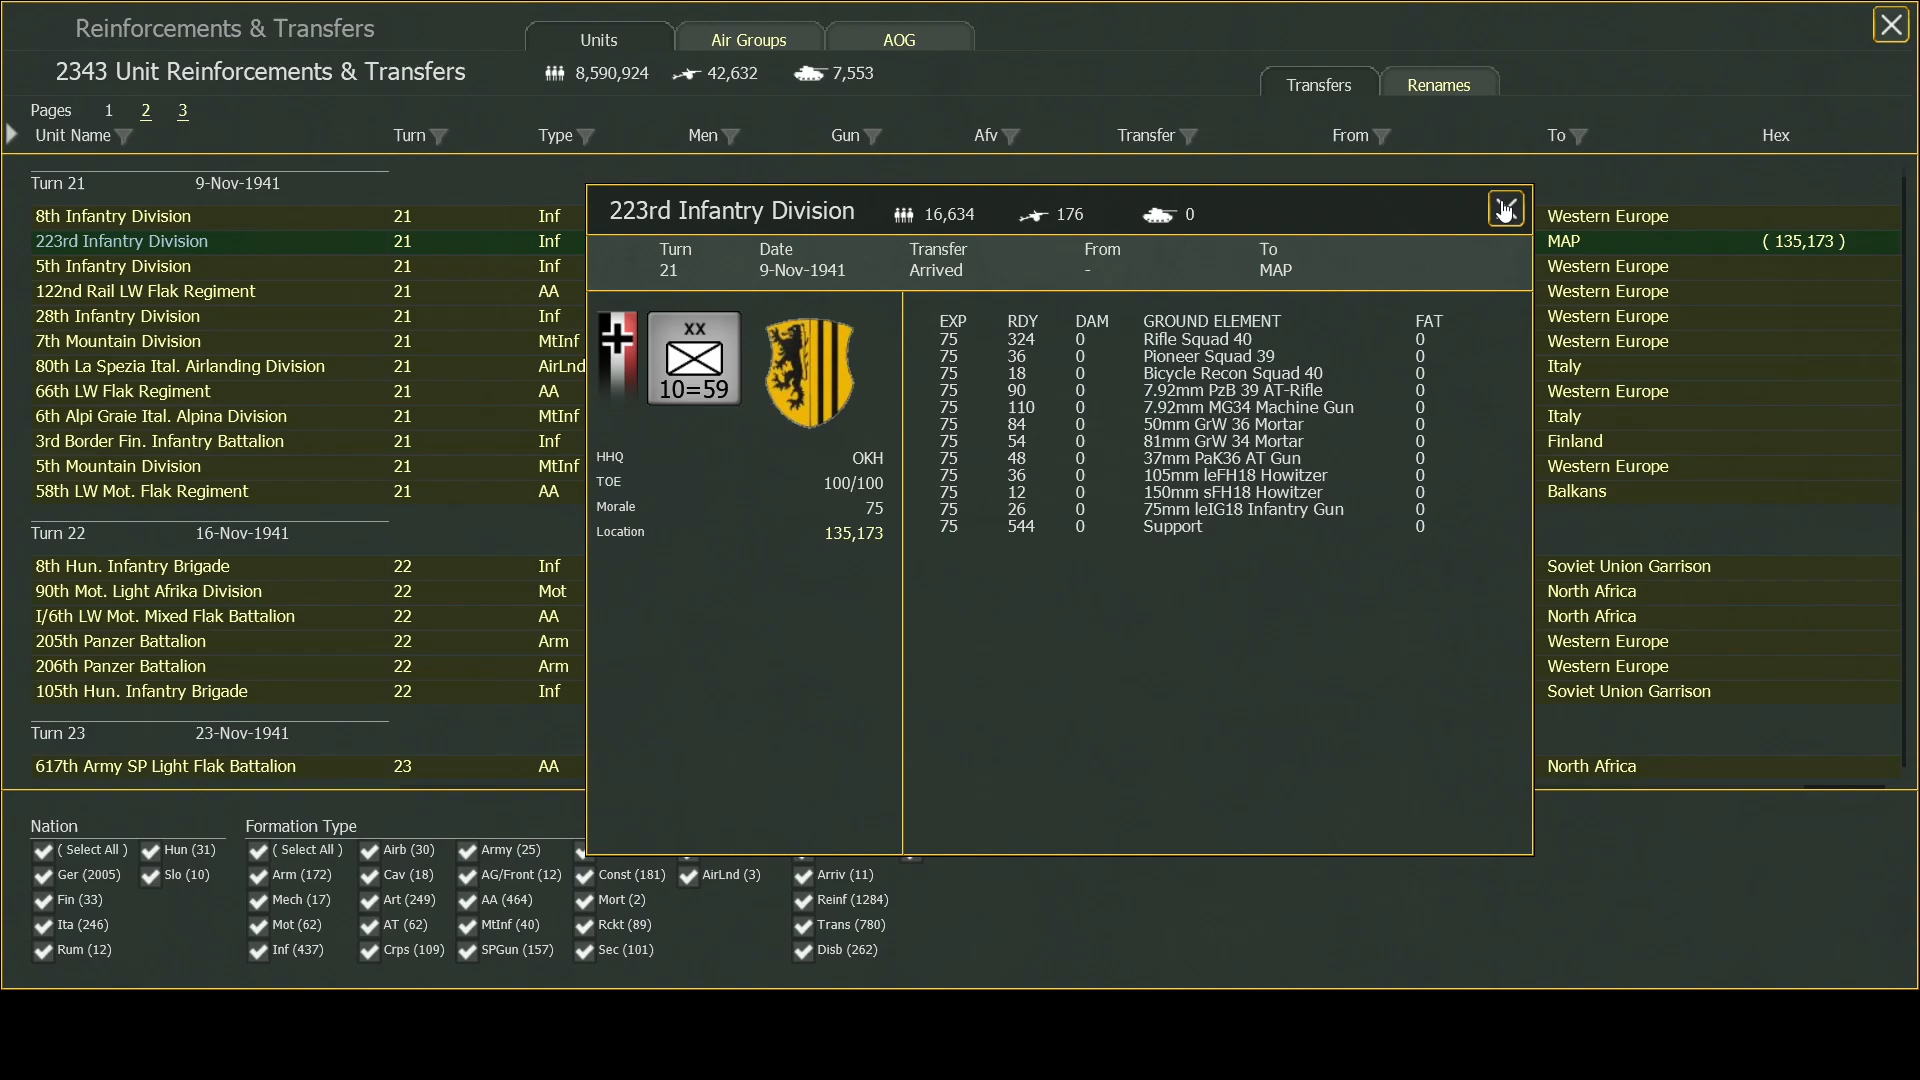 Reinforcements & Transfers
Units
Air Groups
AOG
2343 Unit Reinforcements & Transfers
8,590,924
42,632
7,553
Transfers
Renames
Pages 1 2 3
Unit Name Turn Type Men Gun Afv Transfer From To Hex
Turn 21 9-Nov-1941
8th Infantry Division 21 Inf Western Europe
223rd Infantry Division 21 Inf MAP ( 135,173 )
5th Infantry Division 21 Inf Western Europe
122nd Rail LW Flak Regiment 21 AA Western Europe
28th Infantry Division 21 Inf Western Europe
7th Mountain Division 21 MtInf Western Europe
80th La Spezia Ital. Airlanding Division 21 AirLnd Italy
66th LW Flak Regiment 21 AA Western Europe
6th Alpi Graie Ital. Alpina Division 21 MtInf Italy
3rd Border Fin. Infantry Battalion 21 Inf Finland
5th Mountain Division 21 MtInf Western Europe
58th LW Mot. Flak Regiment 21 AA Balkans
Turn 22 16-Nov-1941
8th Hun. Infantry Brigade 22 Inf Soviet Union Garrison
90th Mot. Light Afrika Division 22 Mot North Africa
I/6th LW Mot. Mixed Flak Battalion 22 AA North Africa
205th Panzer Battalion 22 Arm Western Europe
206th Panzer Battalion 22 Arm Western Europe
105th Hun. Infantry Brigade 22 Inf Soviet Union Garrison
Turn 23 23-Nov-1941
617th Army SP Light Flak Battalion 23 AA North Africa
223rd Infantry Division 16,634 176 0
Turn Date Transfer From To
21 9-Nov-1941 Arrived - MAP
XX
10=59
HHQ OKH
TOE 100/100
Morale 75
Location 135,173
EXP RDY DAM GROUND ELEMENT FAT
75 324 0 Rifle Squad 40 0
75 36 0 Pioneer Squad 39 0
75 18 0 Bicycle Recon Squad 40 0
75 90 0 7.92mm PzB 39 AT-Rifle 0
75 110 0 7.92mm MG34 Machine Gun 0
75 84 0 50mm GrW 36 Mortar 0
75 54 0 81mm GrW 34 Mortar 0
75 48 0 37mm PaK36 AT Gun 0
75 36 0 105mm leFH18 Howitzer 0
75 12 0 150mm sFH18 Howitzer 0
75 26 0 75mm leIG18 Infantry Gun 0
75 544 0 Support 0
Nation Formation Type
( Select All ) Hun (31) ( Select All ) Airb (30) Army (25)
Ger (2005) Slo (10) Arm (172) Cav (18) AG/Front (12) Const (181) AirLnd (3) Arriv (11)
Fin (33) Mech (17) Art (249) AA (464) Mort (2) Reinf (1284)
Ita (246) Mot (62) AT (62) MtInf (40) Rckt (89) Trans (780)
Rum (12) Inf (437) Crps (109) SPGun (157) Sec (101) Disb (262)